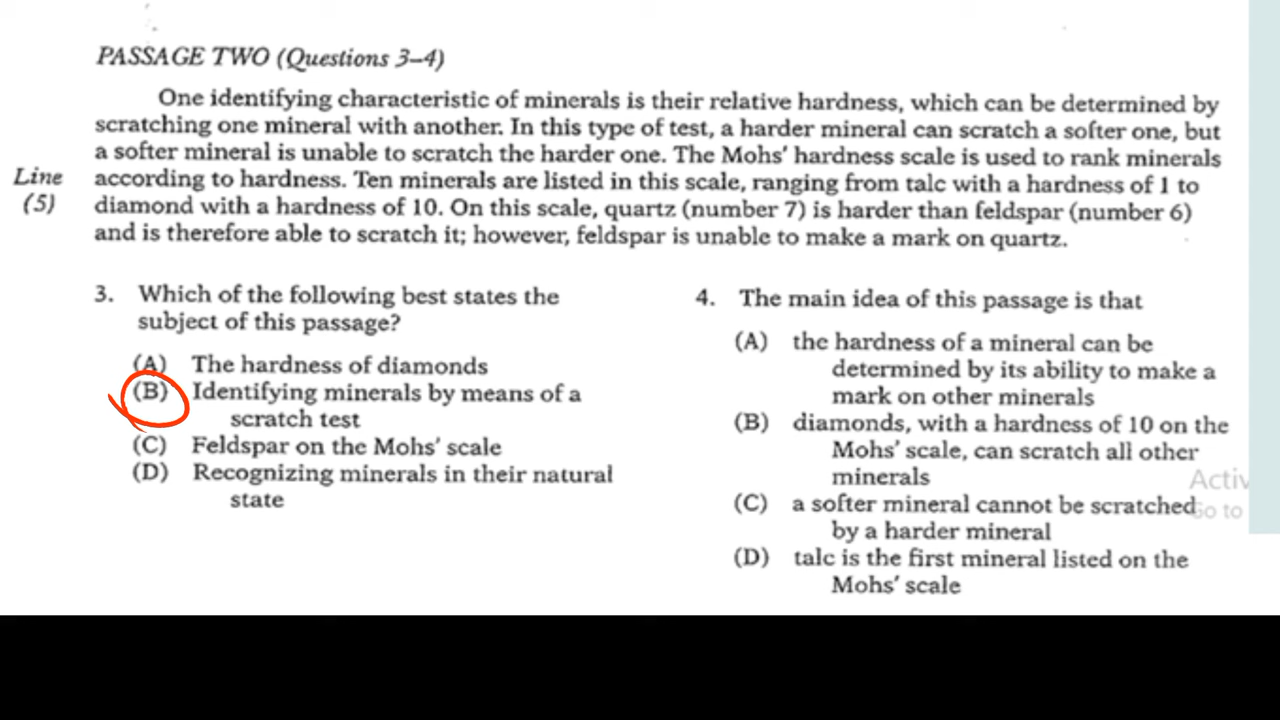 PASSAGE TWO (Questions 3–4)
One identifying characteristic of minerals is their relative hardness, which can be determined by
scratching one mineral with another. In this type of test, a harder mineral can scratch a softer one, but
a softer mineral is unable to scratch the harder one. The Mohs' hardness scale is used to rank minerals
Line according to hardness. Ten minerals are listed in this scale, ranging from talc with a hardness of 1 to
(5) diamond with a hardness of 10. On this scale, quartz (number 7) is harder than feldspar (number 6)
and is therefore able to scratch it; however, feldspar is unable to make a mark on quartz.
3. Which of the following best states the
subject of this passage?
(A) The hardness of diamonds
(B) Identifying minerals by means of a
scratch test
(C) Feldspar on the Mohs' scale
(D) Recognizing minerals in their natural
state
4. The main idea of this passage is that
(A) the hardness of a mineral can be
determined by its ability to make a
mark on other minerals
(B) diamonds, with a hardness of 10 on the
Mohs' scale, can scratch all other
minerals
(C) a softer mineral cannot be scratched
by a harder mineral
(D) talc is the first mineral listed on the
Mohs' scale
Activ
Go to